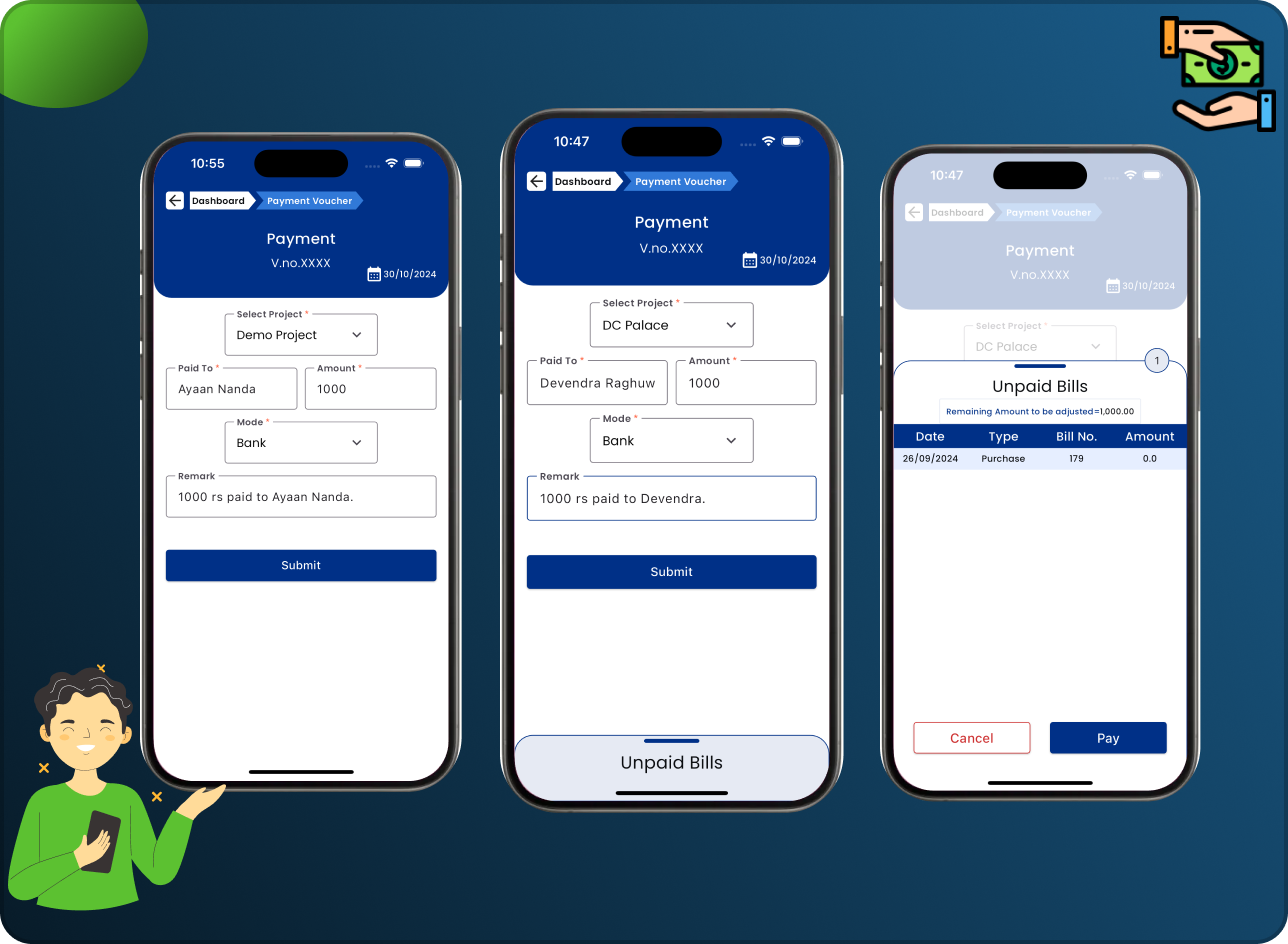 10:55
Dashboard Payment Voucher
Payment
V.no.XXXX
30/10/2024
Select Project *
Demo Project
Paid To * Amount *
Ayaan Nanda 1000
Mode *
Bank
Remark
1000 rs paid to Ayaan Nanda.
Submit
10:47
Dashboard Payment Voucher
Payment
V.no.XXXX
30/10/2024
Select Project *
DC Palace
Paid To * Amount *
Devendra Raghuw 1000
Mode *
Bank
Remark
1000 rs paid to Devendra.
Submit
Unpaid Bills
10:47
Dashboard Payment Voucher
Payment
V.no.XXXX
30/10/2024
Select Project *
DC Palace
1
Unpaid Bills
Remaining Amount to be adjusted=1,000.00
Date Type Bill No. Amount
26/09/2024 Purchase 179 0.0
Cancel Pay